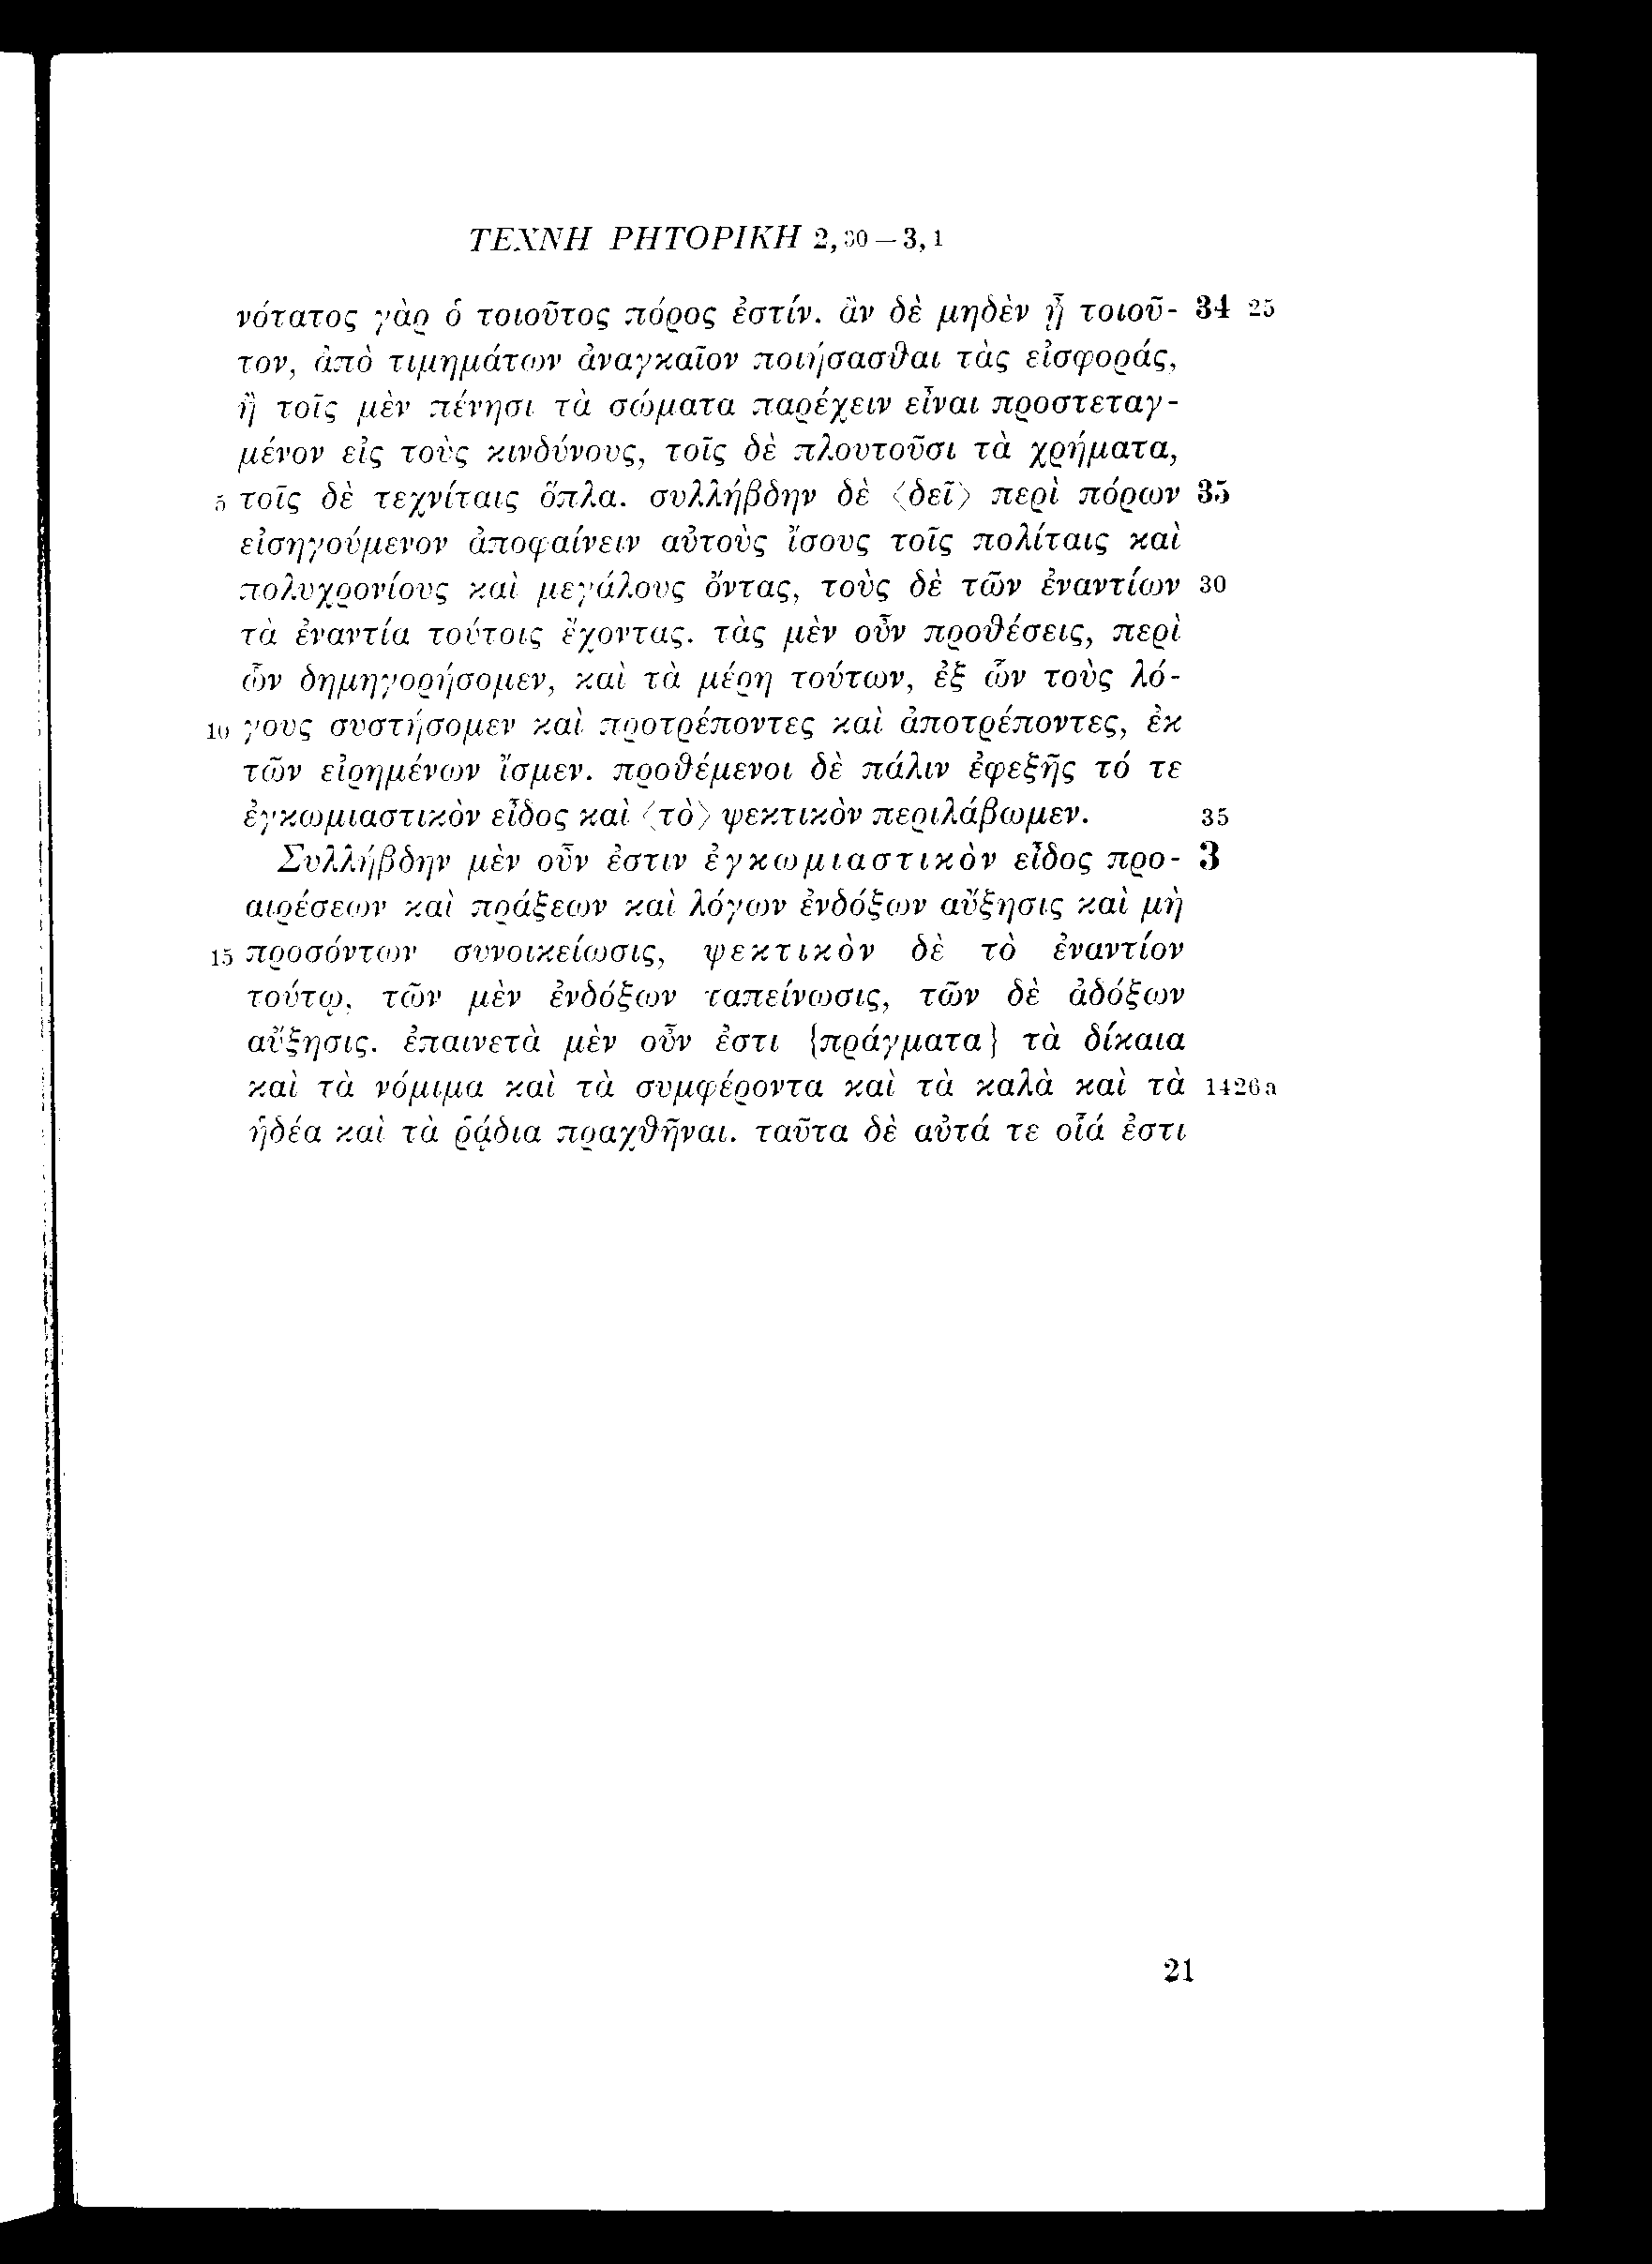 ΤΕΧΝΗ ΡΗΤΟΡΙΚΗ 2,30–3,1
νότατος γὰρ ὁ τοιοῦτος πόρος ἐστίν. ἂν δὲ μηδὲν ᾖ τοιοῦ- 34 25
τον, ἀπὸ τιμημάτων ἀναγκαῖον ποιήσασθαι τὰς εἰσφοράς,
ἢ τοῖς μὲν πένησι τὰ σώματα παρέχειν εἶναι προστεταγ-
μένον εἰς τοὺς κινδύνους, τοῖς δὲ πλουτοῦσι τὰ χρήματα,
5 τοῖς δὲ τεχνίταις ὅπλα. συλλήβδην δὲ ⟨δεῖ⟩ περὶ πόρων 35
εἰσηγούμενον ἀποφαίνειν αὐτοὺς ἴσους τοῖς πολίταις καὶ
πολυχρονίους καὶ μεγάλους ὄντας, τοὺς δὲ τῶν ἐναντίων 30
τὰ ἐναντία τούτοις ἔχοντας. τὰς μὲν οὖν προθέσεις, περὶ
ὧν δημηγορήσομεν, καὶ τὰ μέρη τούτων, ἐξ ὧν τοὺς λό-
10 γους συστήσομεν καὶ προτρέποντες καὶ ἀποτρέποντες, ἐκ
τῶν εἰρημένων ἴσμεν. προθέμενοι δὲ πάλιν ἐφεξῆς τό τε
ἐγκωμιαστικὸν εἶδος καὶ ⟨τὸ⟩ ψεκτικὸν περιλάβωμεν. 35
Συλλήβδην μὲν οὖν ἐστιν ἐγκωμιαστικὸν εἶδος προ- 3
αιρέσεων καὶ πράξεων καὶ λόγων ἐνδόξων αὔξησις καὶ μὴ
15 προσόντων συνοικείωσις, ψεκτικὸν δὲ τὸ ἐναντίον
τούτῳ, τῶν μὲν ἐνδόξων ταπείνωσις, τῶν δὲ ἀδόξων
αὔξησις. ἐπαινετὰ μὲν οὖν ἐστι {πράγματα} τὰ δίκαια
καὶ τὰ νόμιμα καὶ τὰ συμφέροντα καὶ τὰ καλὰ καὶ τὰ 1426a
ἡδέα καὶ τὰ ῥᾴδια πραχθῆναι. ταῦτα δὲ αὐτά τε οἷά ἐστι
21